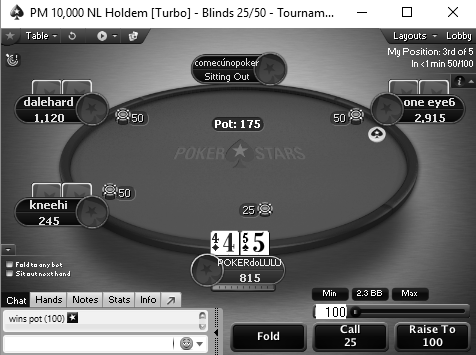 PM 10,000 NL Holdem [Turbo] - Blinds 25/50 - Tournam...
Table
Layouts
Lobby
My Position: 3rd of 5
In <1 min 50/100
comecúnopoker
Sitting Out
dalehard
1,120
50
Pot: 175
50
one eye6
2,915
POKER STARS
kneehi
245
50
25
4 4 5 5
POKERdoLULU
815
Fold to any bet
Sit out next hand
Min
2.3 BB
Max
Chat
Hands
Notes
Stats
Info
100
wins pot (100)
Fold
Call
25
Raise To
100